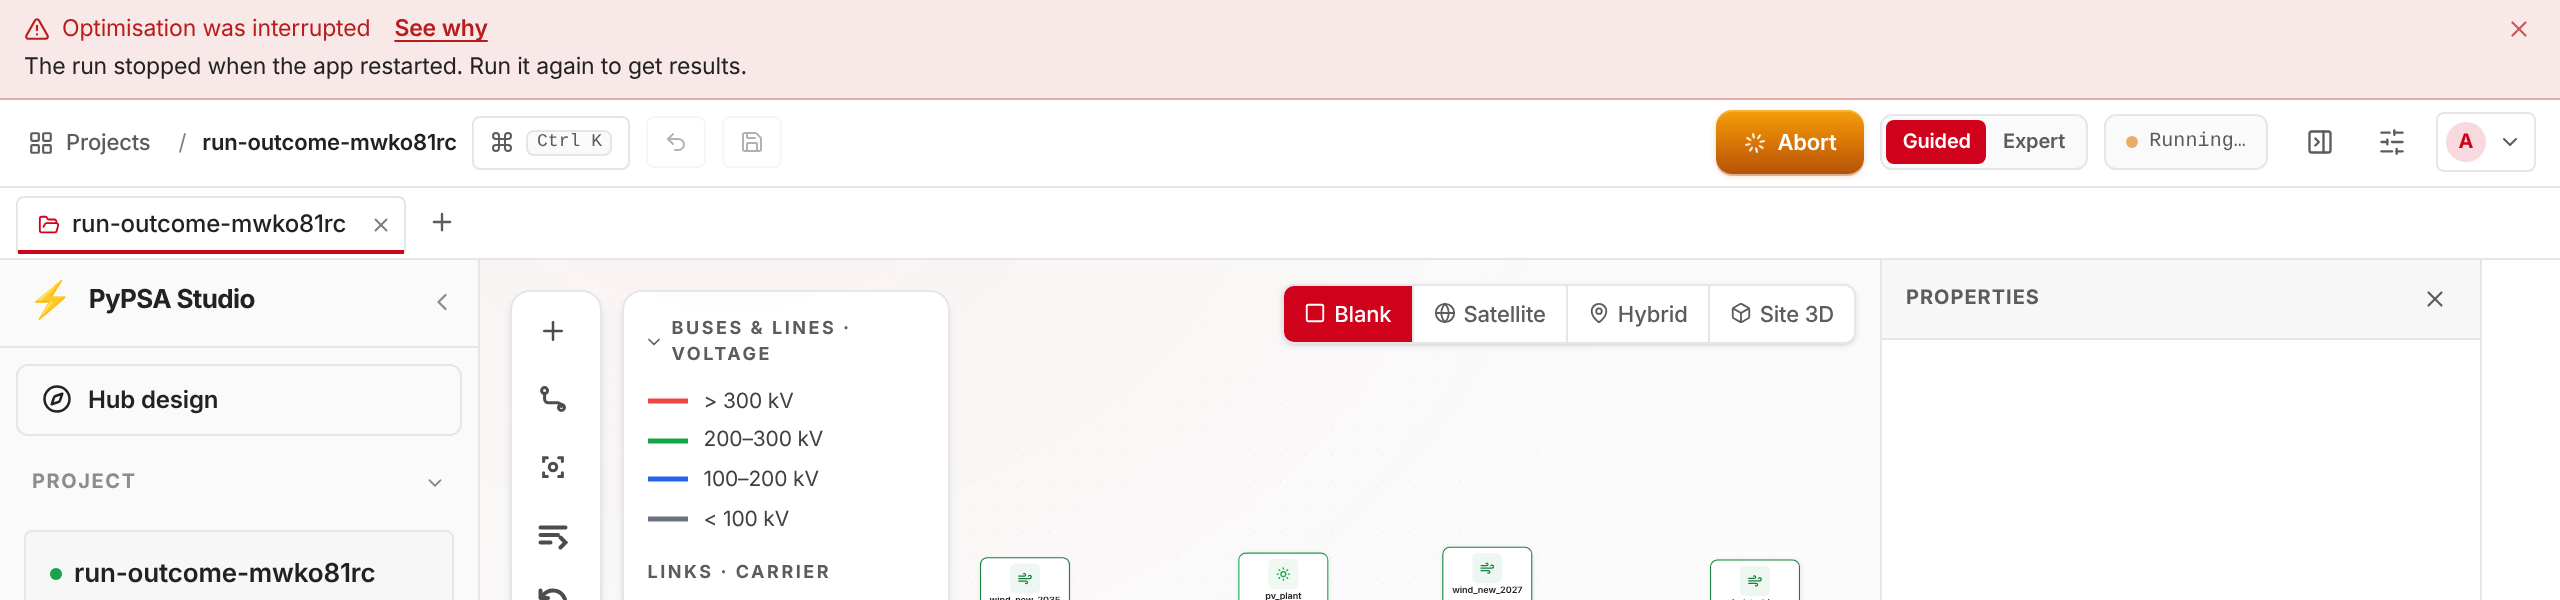 Optimisation was interrupted See why
The run stopped when the app restarted. Run it again to get results.
Projects / run-outcome-mwko81rc Ctrl K Abort Guided Expert Running… A
run-outcome-mwko81rc
PyPSA Studio
Hub design
PROJECT
run-outcome-mwko81rc
BUSES & LINES ·
VOLTAGE
> 300 kV
200–300 kV
100–200 kV
< 100 kV
LINKS · CARRIER
Blank Satellite Hybrid Site 3D
pv_plant
wind_new_2027
PROPERTIES